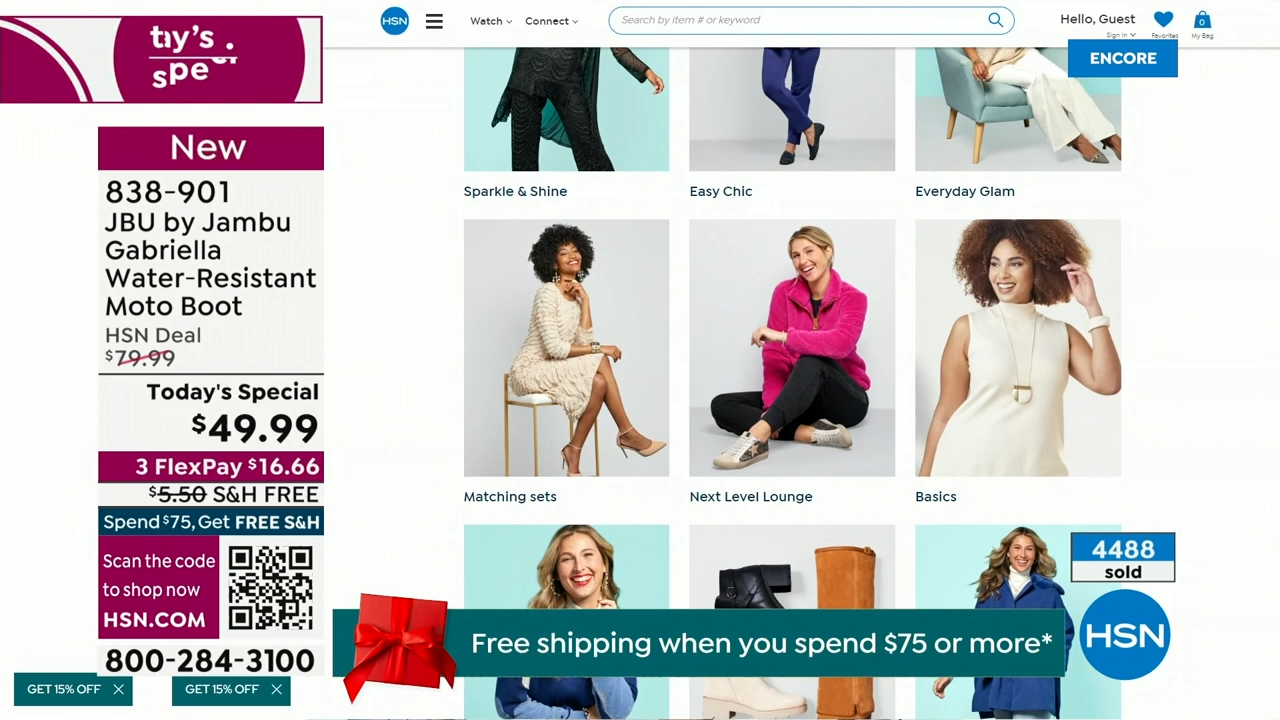 HSN
Watch
Connect
Search by item # or keyword
Hello, Guest
Sign In
Favorites
0
My Bag
ENCORE
New
838-901
JBU by Jambu
Gabriella
Water-Resistant
Moto Boot
HSN Deal
$79.99
Today's Special
$49.99
3 FlexPay $16.66
$5.50 S&H FREE
Spend $75, Get FREE S&H
Scan the code
to shop now
HSN.COM
800-284-3100
GET 15% OFF
GET 15% OFF
Sparkle & Shine
Easy Chic
Everyday Glam
Matching sets
Next Level Lounge
Basics
4488
sold
Free shipping when you spend $75 or more*
HSN